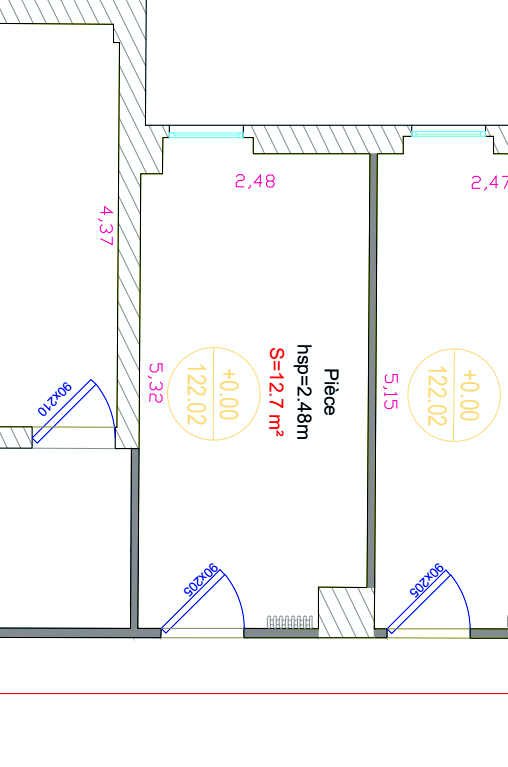 2,48
2,47
4,37
Pièce
hsp=2.48m
S=12.7 m²
+0.00
122.02
5,32
+0.00
122.02
5,15
90x210
90x205
90x205